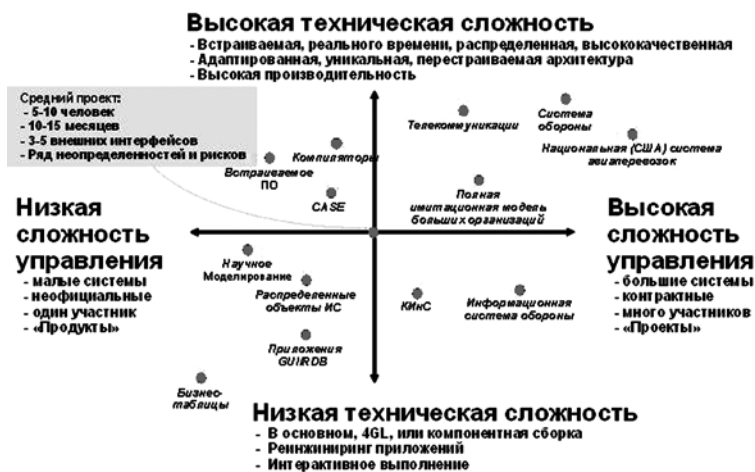 Высокая техническая сложность
- Встраиваемая, реального времени, распределенная, высококачественная
- Адаптированная, уникальная, перестраиваемая архитектура
- Высокая производительность
Средний проект:
- 5-10 человек
- 10-15 месяцев
- 3-5 внешних интерфейсов
- Ряд неопределенностей и рисков
Телекоммуникации
Система
обороны
Национальная (США) система
авиаперевозок
Компиляторы
Встраиваемое
ПО
CASE
Полная
имитационная модель
больших организаций
Низкая
сложность
управления
- малые системы
- неофициальные
- один участник
- «Продукты»
Высокая
сложность
управления
- большие системы
- контрактные
- много участников
- «Проекты»
Научное
Моделирование
Распределенные
объекты ИС
КИиС
Информационная
система обороны
Приложения
GUI/RDB
Бизнес-
таблицы
Низкая техническая сложность
- В основном, 4GL, или компонентная сборка
- Реинжиниринг приложений
- Интерактивное выполнение